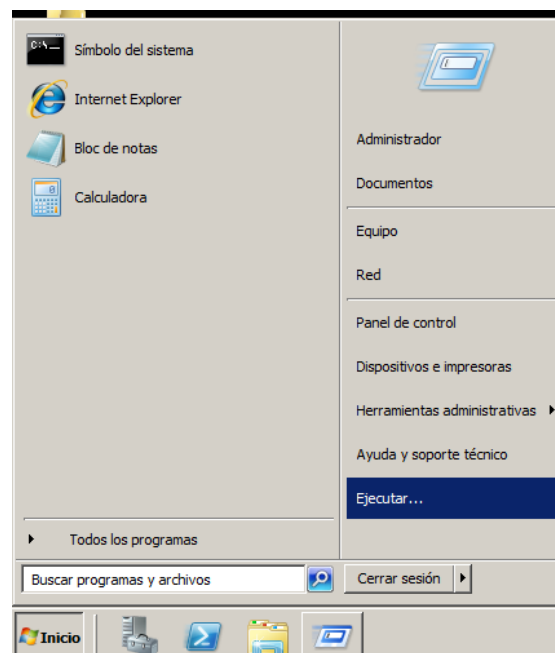 C:\
Símbolo del sistema
Internet Explorer
Bloc de notas
Calculadora
Todos los programas
Buscar programas y archivos
Administrador
Documentos
Equipo
Red
Panel de control
Dispositivos e impresoras
Herramientas administrativas
Ayuda y soporte técnico
Ejecutar...
Cerrar sesión
Inicio